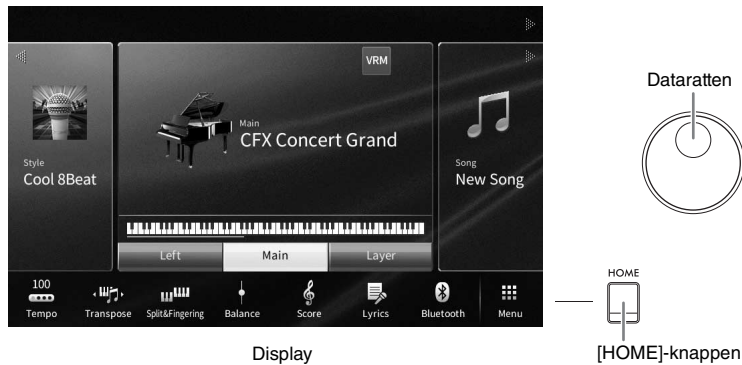 VRM
Dataratten
Main
CFX Concert Grand
Style
Cool 8Beat
Song
New Song
Left
Main
Layer
HOME
100
Tempo
Transpose
Split&Fingering
Balance
Score
Lyrics
Bluetooth
Menu
Display
[HOME]-knappen